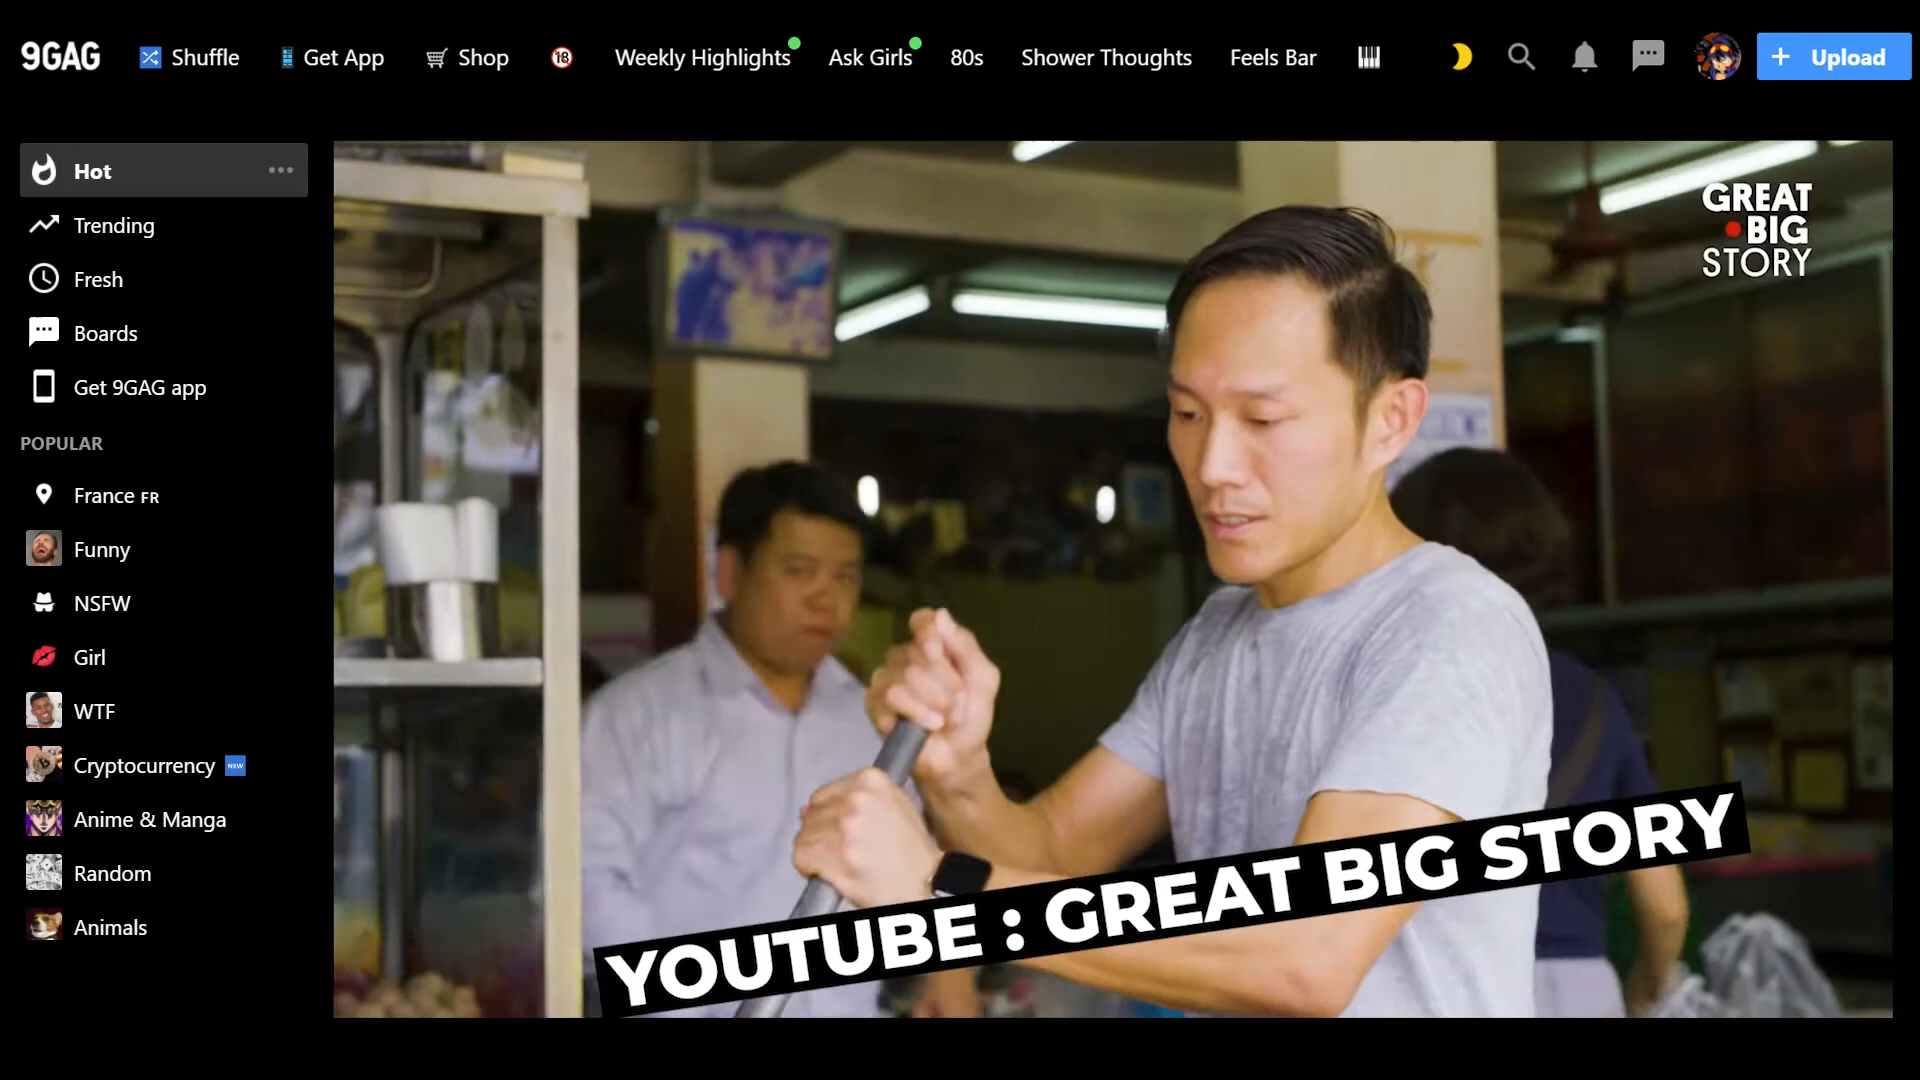 9GAG
Shuffle
Get App
Shop
18
Weekly Highlights
Ask Girls
80s
Shower Thoughts
Feels Bar
+ Upload
Hot
Trending
Fresh
Boards
Get 9GAG app
POPULAR
France FR
Funny
NSFW
Girl
WTF
Cryptocurrency NEW
Anime & Manga
Random
Animals
GREAT
BIG
STORY
YOUTUBE : GREAT BIG STORY